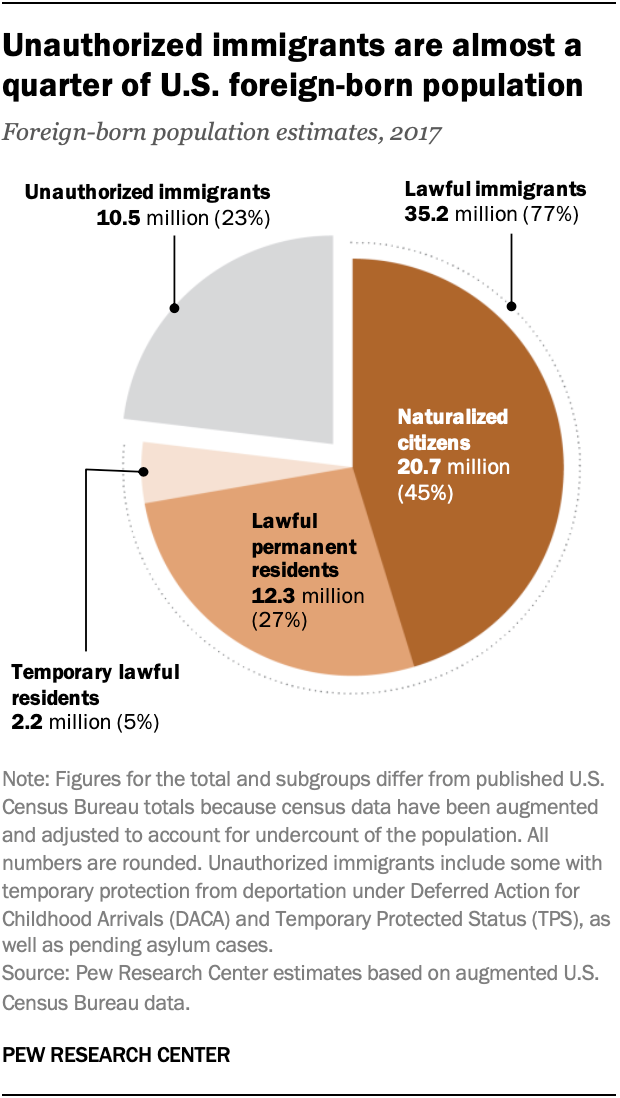 Unauthorized immigrants are almost a
quarter of U.S. foreign-born population
Foreign-born population estimates, 2017
Unauthorized immigrants
10.5 million (23%)
Lawful immigrants
35.2 million (77%)
Naturalized
citizens
20.7 million
(45%)
Lawful
permanent
residents
12.3 million
(27%)
Temporary lawful
residents
2.2 million (5%)
Note: Figures for the total and subgroups differ from published U.S.
Census Bureau totals because census data have been augmented
and adjusted to account for undercount of the population. All
numbers are rounded. Unauthorized immigrants include some with
temporary protection from deportation under Deferred Action for
Childhood Arrivals (DACA) and Temporary Protected Status (TPS), as
well as pending asylum cases.
Source: Pew Research Center estimates based on augmented U.S.
Census Bureau data.
PEW RESEARCH CENTER